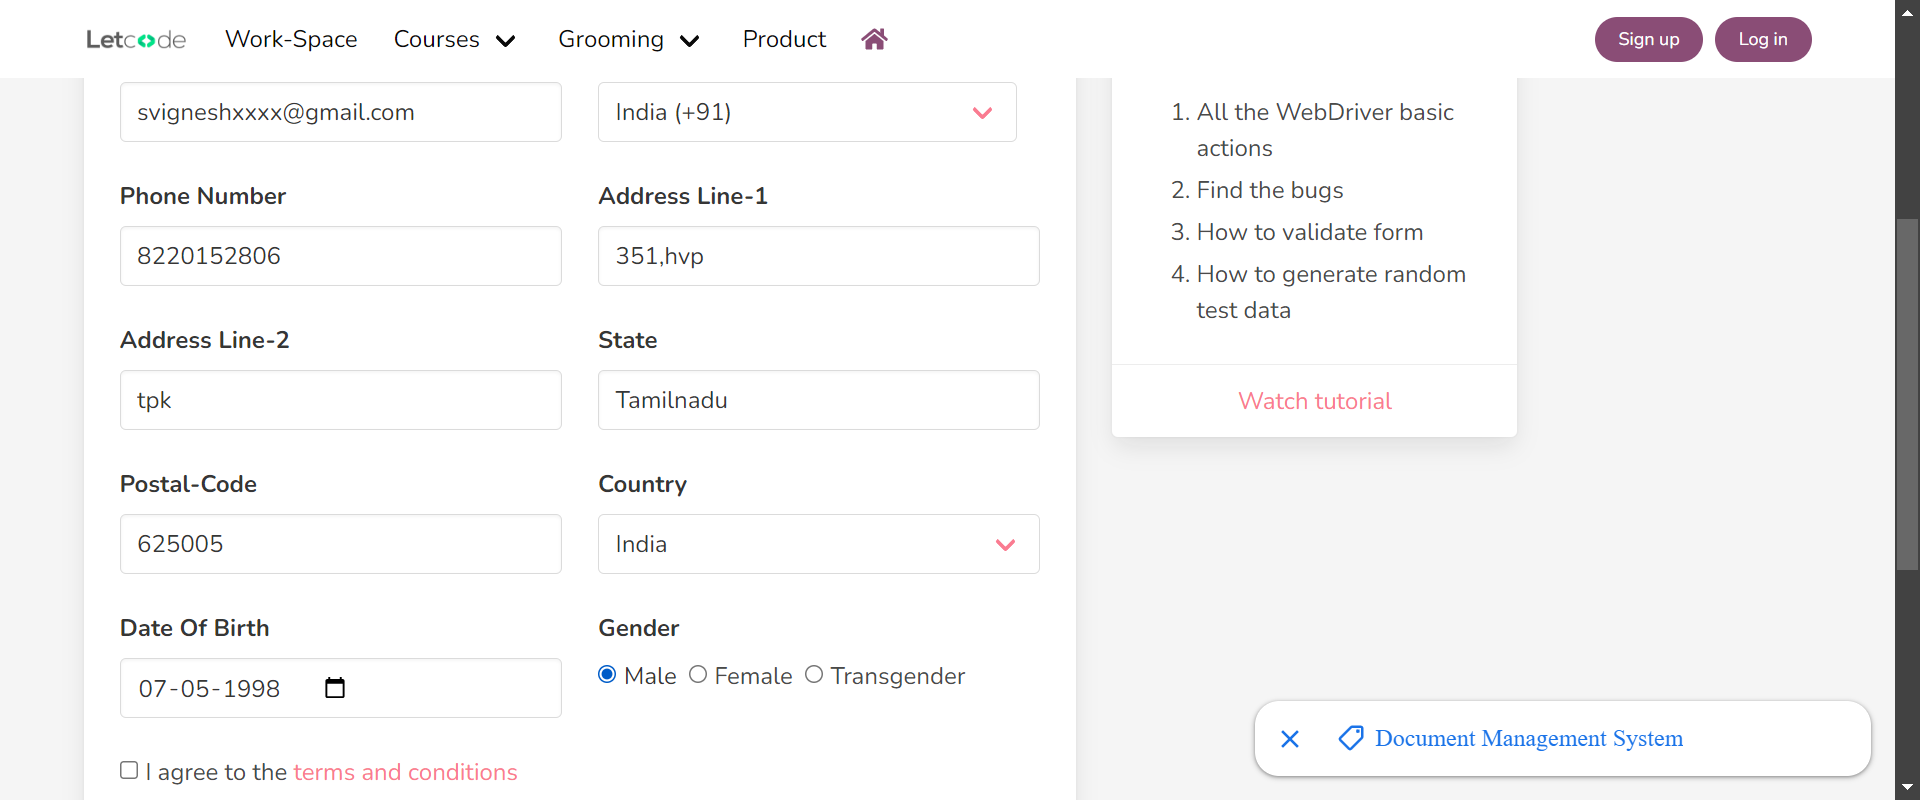 Letcode Work-Space Courses Grooming Product Sign up Log in
svigneshxxxx@gmail.com India (+91)
Phone Number Address Line-1
8220152806 351,hvp
Address Line-2 State
tpk Tamilnadu
Postal-Code Country
625005 India
Date Of Birth Gender
07-05-1998 Male Female Transgender
I agree to the terms and conditions
1. All the WebDriver basic
actions
2. Find the bugs
3. How to validate form
4. How to generate random
test data
Watch tutorial
Document Management System